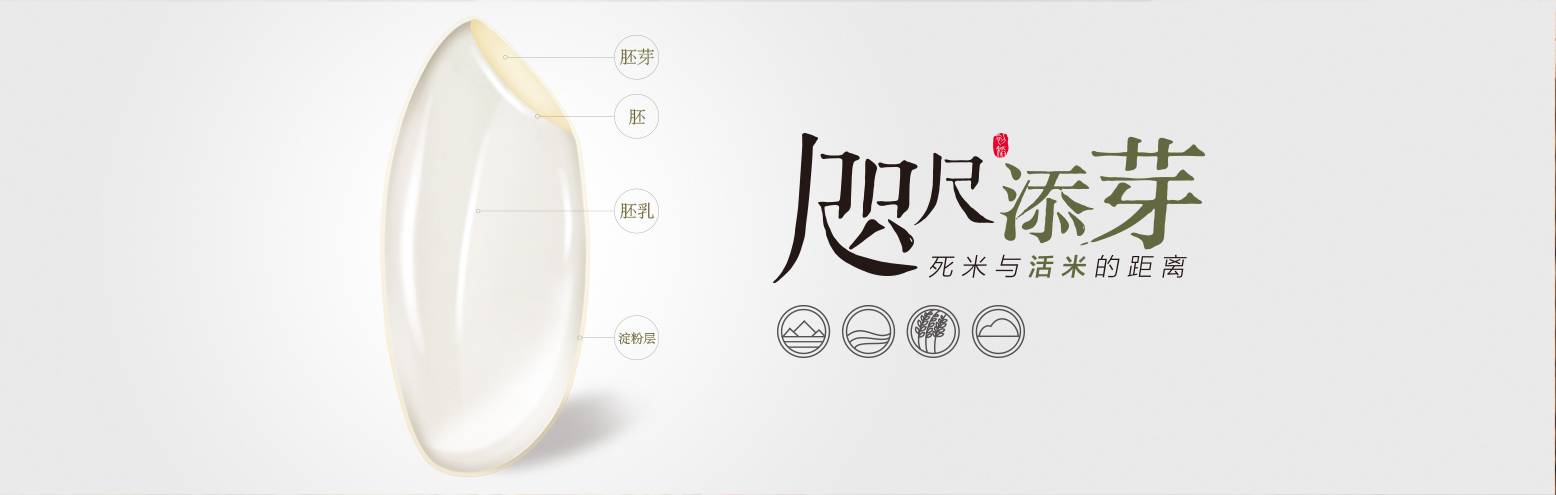 胚芽
胚
胚乳
淀粉层
咫尺添芽
死米与活米的距离